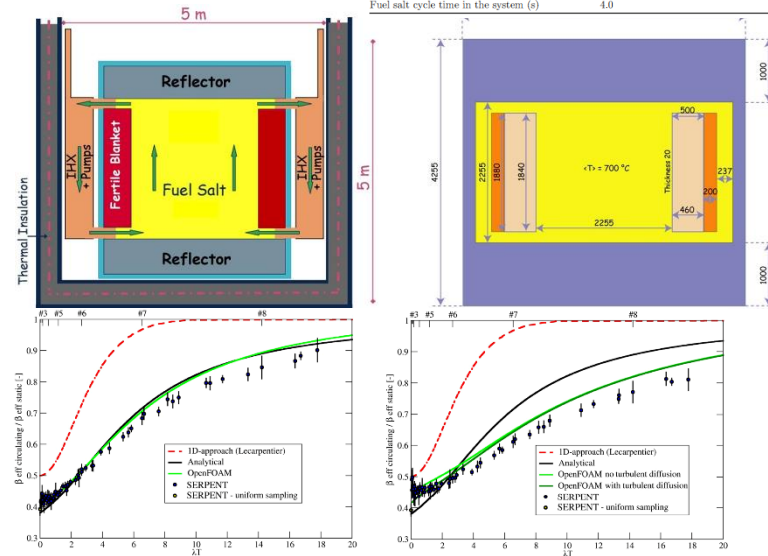 Fuel salt cycle time in the system (s) 4.0
5 m
Reflector
IHX
+ Pumps
Fertile Blanket
Fuel Salt
IHX
+ Pumps
Thermal Insulation
Reflector
5 m
1000
500
4255
2255
1880
1840
<T> = 700 °C
Thickness 20
237
200
2255
460
1000
#3 #5 #6 #7 #8
β eff circulating / β eff static [-]
1
0.9
0.8
0.7
0.6
0.5
0.4
0.3
1D-approach (Lecarpentier)
Analytical
OpenFOAM
SERPENT
SERPENT - uniform sampling
0 2 4 6 8 10 12 14 16 18 20
λT
#3 #5 #6 #7 #8
β eff circulating / β eff static [-]
1
0.9
0.8
0.7
0.6
0.5
0.4
0.3
1D-approach (Lecarpentier)
Analytical
OpenFOAM no turbulent diffusion
OpenFOAM with turbulent diffusion
SERPENT
SERPENT - uniform sampling
0 2 4 6 8 10 12 14 16 18 20
λT